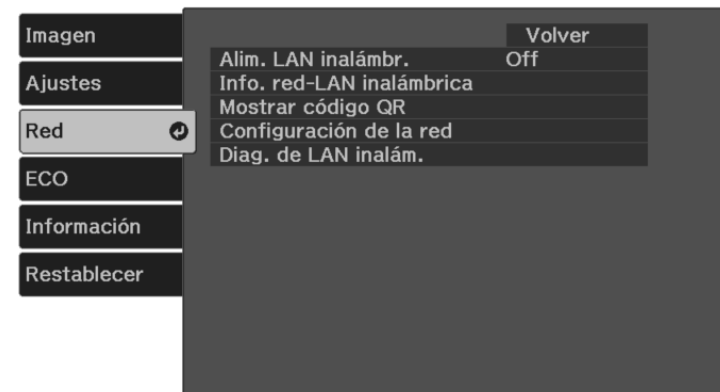 Imagen
Ajustes
Red
ECO
Información
Restablecer
Volver
Alim. LAN inalámbr. Off
Info. red-LAN inalámbrica
Mostrar código QR
Configuración de la red
Diag. de LAN inalám.